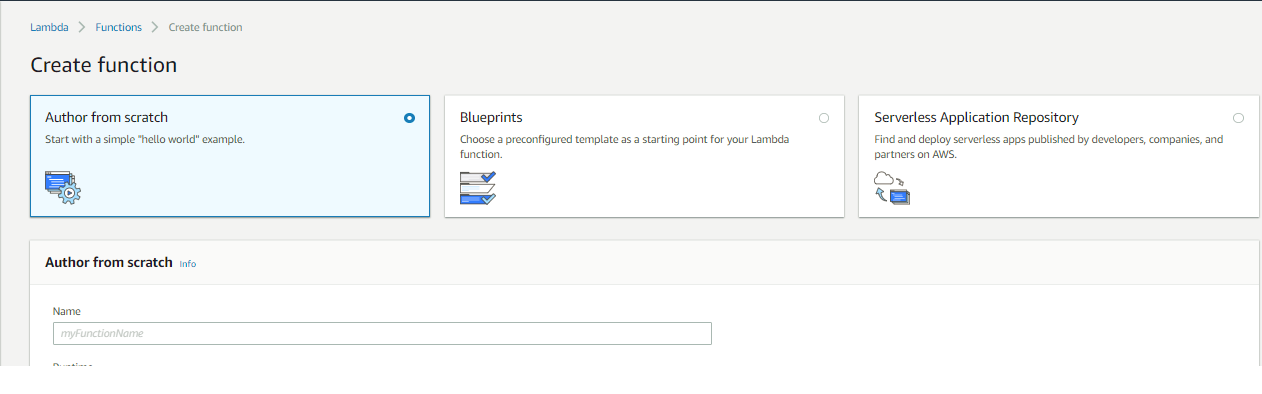 Lambda > Functions > Create function
Create function
Author from scratch
Start with a simple "hello world" example.
Blueprints
Choose a preconfigured template as a starting point for your Lambda
function.
Serverless Application Repository
Find and deploy serverless apps published by developers, companies, and
partners on AWS.
Author from scratch Info
Name
myFunctionName